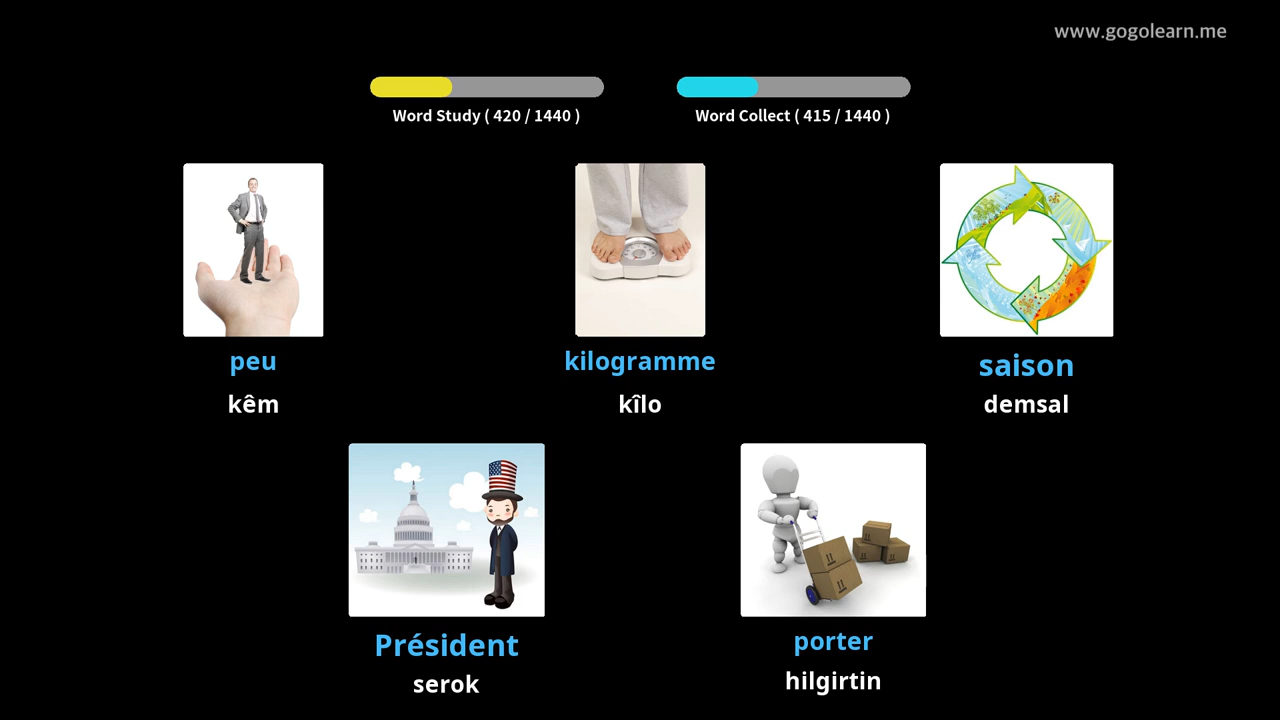 www.gogolearn.me
Word Study ( 420 / 1440 )
Word Collect ( 415 / 1440 )
peu
kêm
kilogramme
kîlo
saison
demsal
Président
serok
porter
hilgirtin